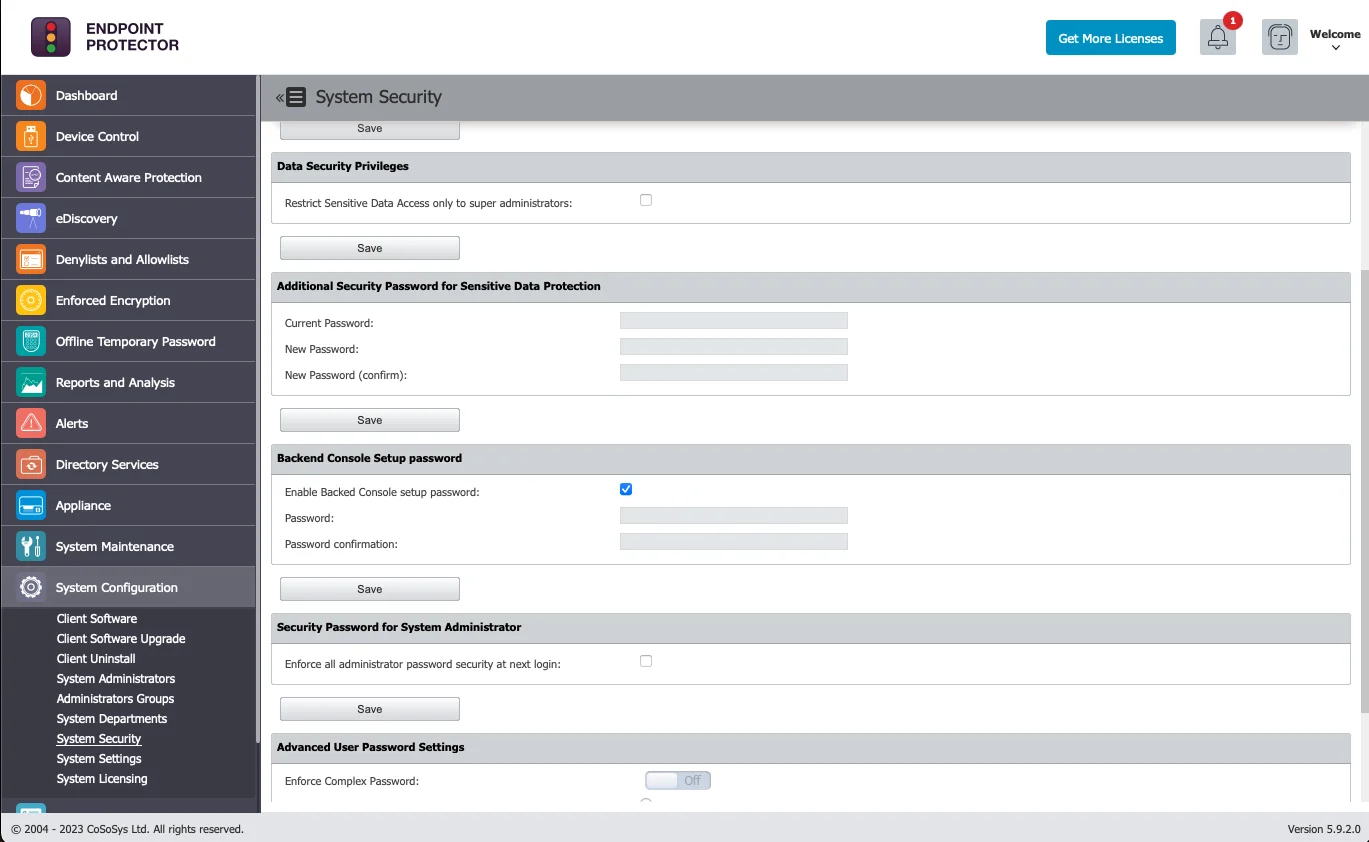 ENDPOINT
PROTECTOR
Get More Licenses
1
Welcome
Dashboard
Device Control
Content Aware Protection
eDiscovery
Denylists and Allowlists
Enforced Encryption
Offline Temporary Password
Reports and Analysis
Alerts
Directory Services
Appliance
System Maintenance
System Configuration
Client Software
Client Software Upgrade
Client Uninstall
System Administrators
Administrators Groups
System Departments
System Security
System Settings
System Licensing
« System Security
Save
Data Security Privileges
Restrict Sensitive Data Access only to super administrators:
Save
Additional Security Password for Sensitive Data Protection
Current Password:
New Password:
New Password (confirm):
Save
Backend Console Setup password
Enable Backed Console setup password:
Password:
Password confirmation:
Save
Security Password for System Administrator
Enforce all administrator password security at next login:
Save
Advanced User Password Settings
Enforce Complex Password:
Off
© 2004 - 2023 CoSoSys Ltd. All rights reserved.
Version 5.9.2.0